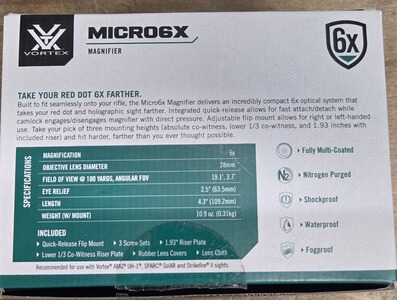 VORTEX
MICRO6X
MAGNIFIER
6x
TAKE YOUR RED DOT 6X FARTHER.
Built to fit seamlessly onto your rifle, the Micro6x Magnifier delivers an incredibly compact 6x optical system that
takes your red dot and holographic sight farther. Integrated quick-release allows for fast attach/detach while
camlock engages/disengages magnifier with direct pressure. Adjustable flip mount allows for right or left-handed
use. Take your pick of three mounting heights (absolute co-witness, lower 1/3 co-witness, and 1.93 inches with
included riser) and hit harder, farther than you ever thought possible.
SPECIFICATIONS
MAGNIFICATION 6x
OBJECTIVE LENS DIAMETER 28mm
FIELD OF VIEW @ 100 YARDS, ANGULAR FOV 19.1', 3.7°
EYE RELIEF 2.5" (63.5mm)
LENGTH 4.3" (109.2mm)
WEIGHT (W/ MOUNT) 10.9 oz. (0.31kg)
INCLUDED
Quick-Release Flip Mount
3 Screw Sets
1.93" Riser Plate
Lower 1/3 Co-Witness Riser Plate
Rubber Lens Covers
Lens Cloth
Recommended for use with Vortex® AMG® UH-1®, SPARC® SOLAR and Strikefire® II sights.
Fully Multi-Coated
N2 Nitrogen Purged
Shockproof
Waterproof
Fogproof